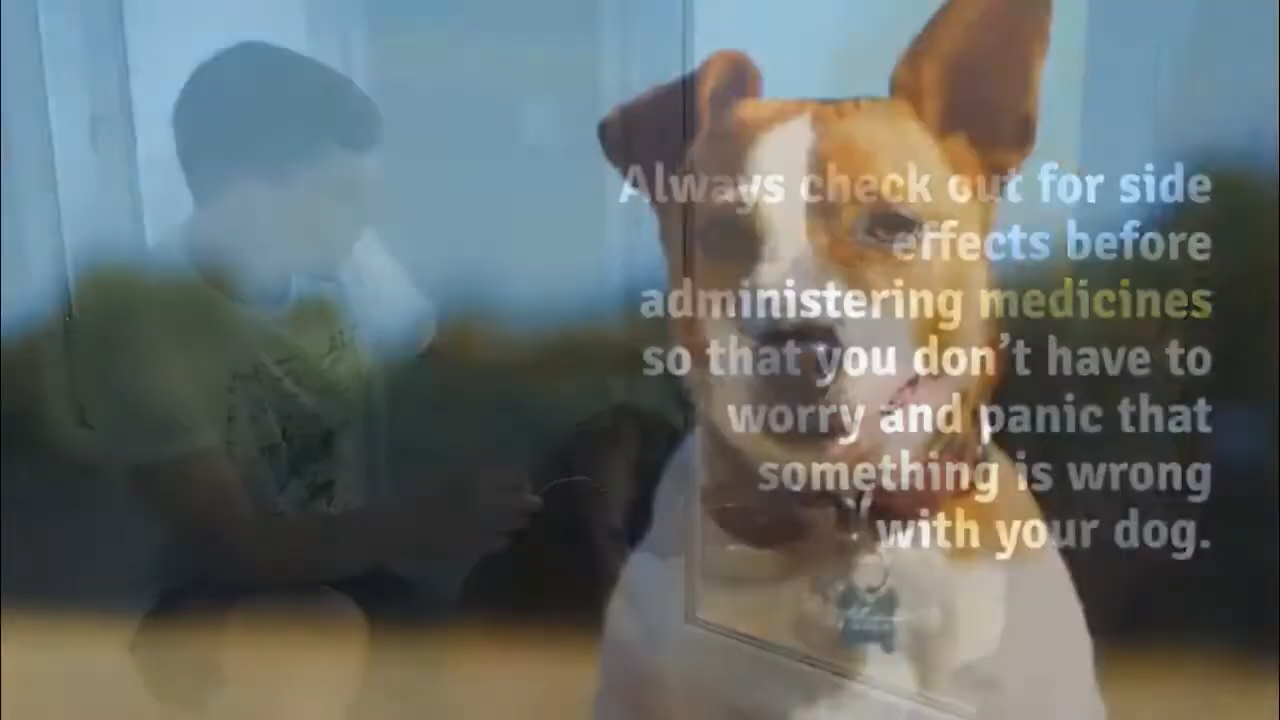 Always check out for side
effects before
administering medicines
so that you don't have to
worry and panic that
something is wrong
with your dog.